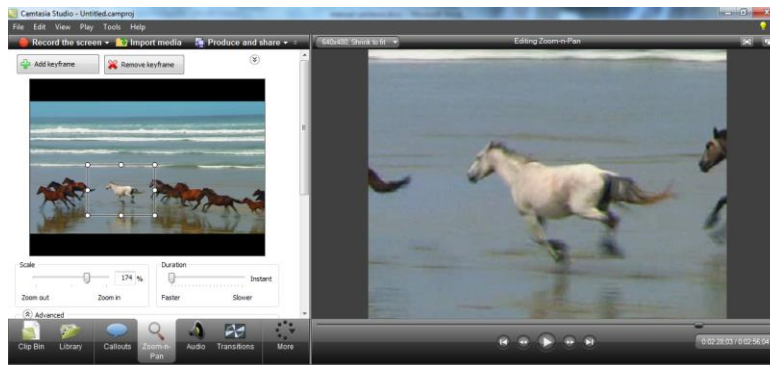 Camtasia Studio - Untitled.camproj
File Edit View Play Tools Help
Record the screen Import media Produce and share
640x480, Shrink to fit Editing Zoom-n-Pan
Add keyframe Remove keyframe
Scale Duration
174 % Instant
Zoom out Zoom in Faster Slower
Advanced
Clip Bin Library Callouts Zoom-n-Pan Audio Transitions More
0:02:28;03 / 0:02:56;04